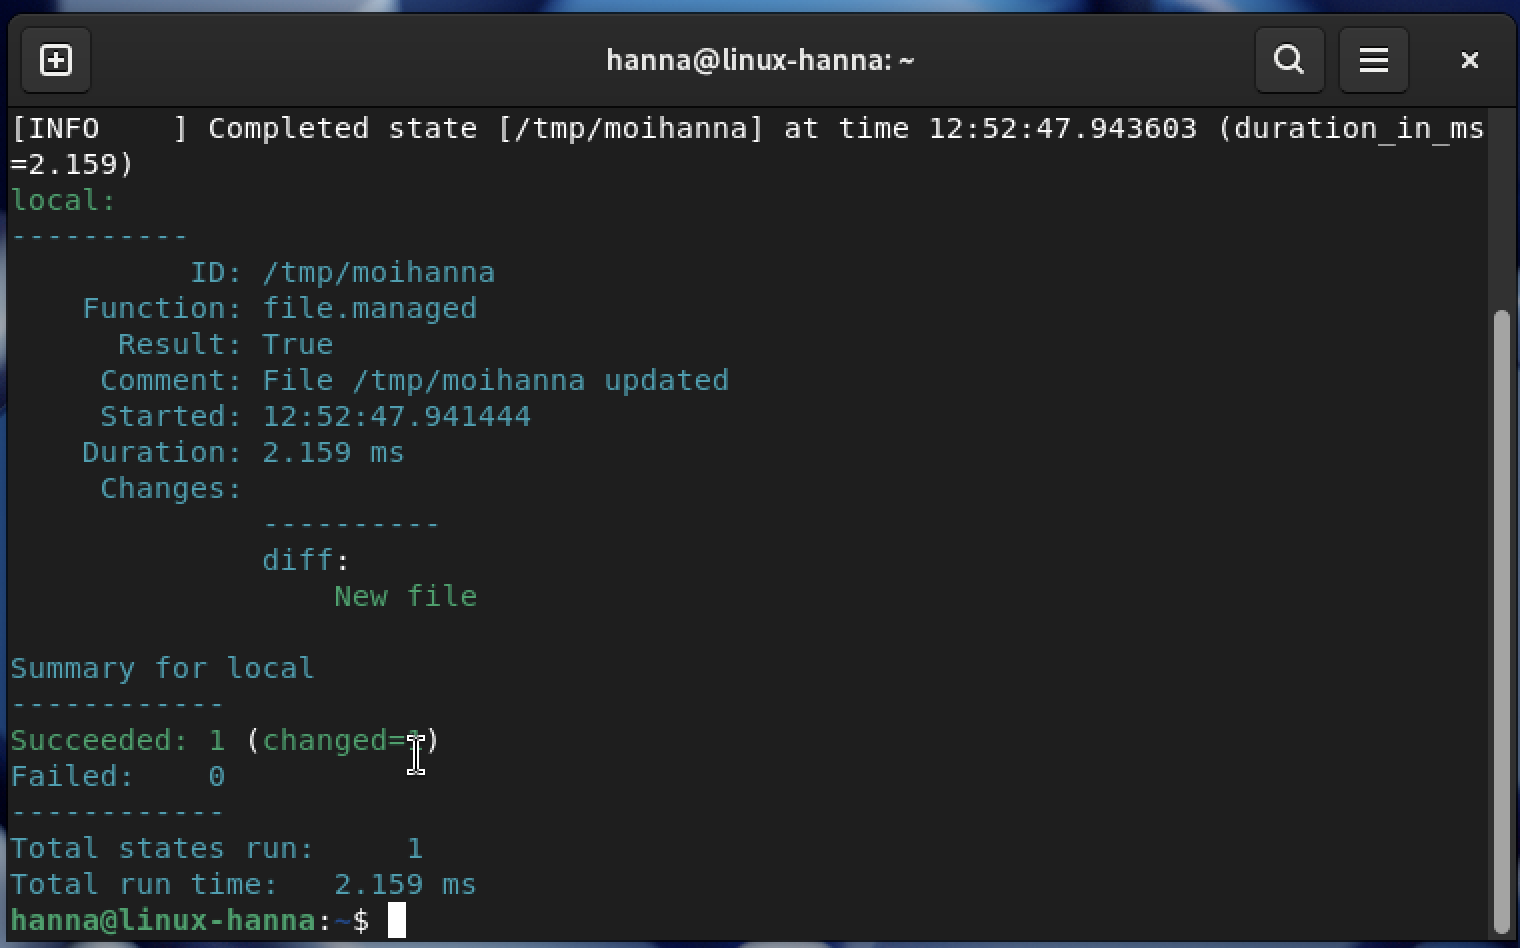 hanna@linux-hanna: ~
[INFO    ] Completed state [/tmp/moihanna] at time 12:52:47.943603 (duration_in_ms
=2.159)
local:
----------
          ID: /tmp/moihanna
    Function: file.managed
      Result: True
     Comment: File /tmp/moihanna updated
     Started: 12:52:47.941444
    Duration: 2.159 ms
     Changes:
              ----------
              diff:
                  New file
Summary for local
------------
Succeeded: 1 (changed=1)
Failed:    0
------------
Total states run:     1
Total run time:   2.159 ms
hanna@linux-hanna:~$